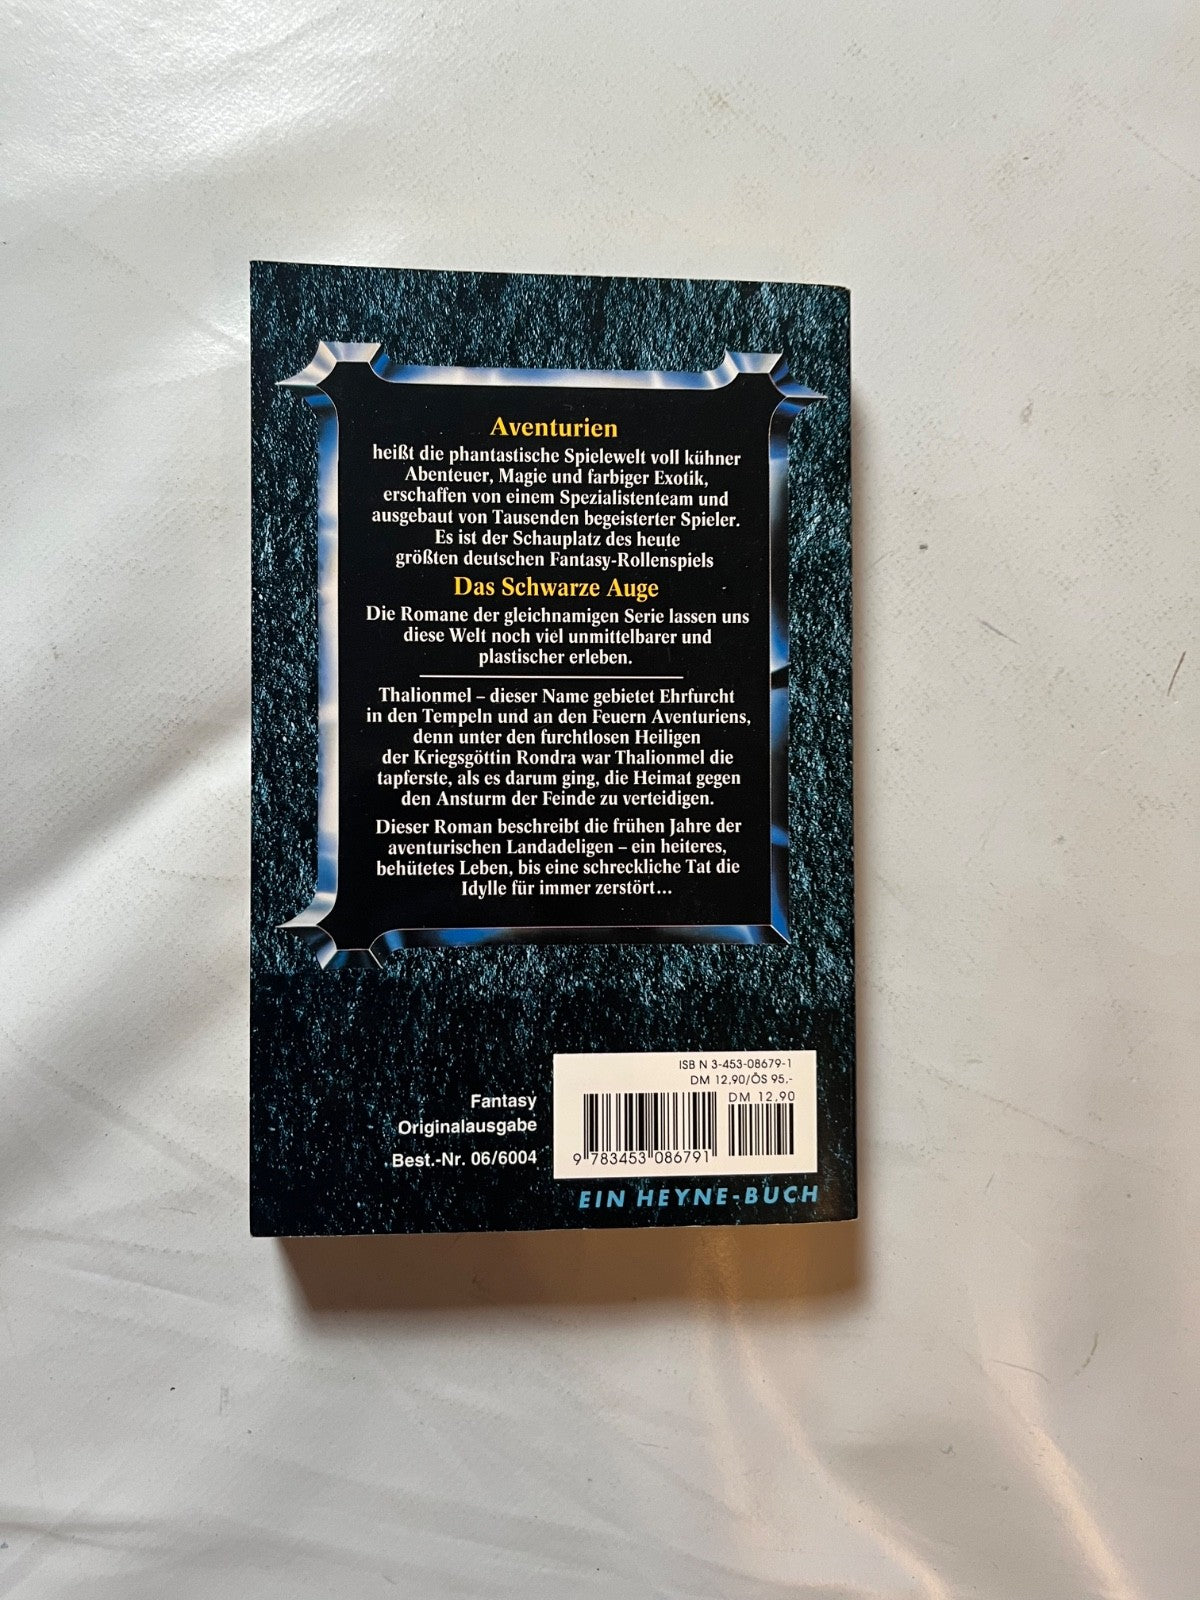 Aventurien
heißt die phantastische Spielewelt voll kühner
Abenteuer, Magie und farbiger Exotik,
erschaffen von einem Spezialistenteam und
ausgebaut von Tausenden begeisterter Spieler.
Es ist der Schauplatz des heute
größten deutschen Fantasy-Rollenspiels
Das Schwarze Auge
Die Romane der gleichnamigen Serie lassen uns
diese Welt noch viel unmittelbarer und
plastischer erleben.
Thalionmel – dieser Name gebietet Ehrfurcht
in den Tempeln und an den Feuern Aventuriens,
denn unter den furchtlosen Heiligen
der Kriegsgöttin Rondra war Thalionmel die
tapferste, als es darum ging, die Heimat gegen
den Ansturm der Feinde zu verteidigen.
Dieser Roman beschreibt die frühen Jahre der
aventurischen Landadeligen – ein heiteres,
behütetes Leben, bis eine schreckliche Tat die
Idylle für immer zerstört...
Fantasy
Originalausgabe
Best.-Nr. 06/6004
ISBN 3-453-08679-1
DM 12,90/ÖS 95,-
DM 12,90
9 783453 086791
EIN HEYNE-BUCH